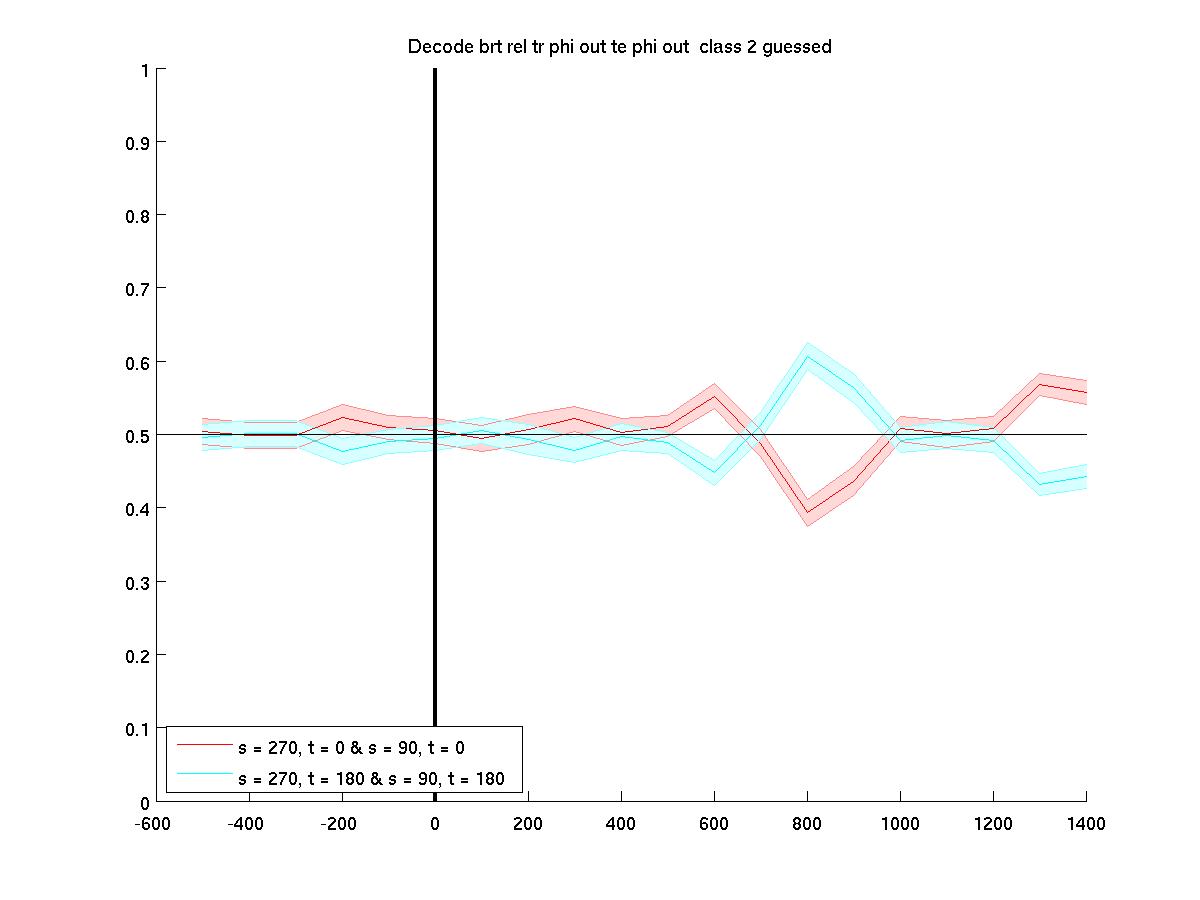 Decode brt rel tr phi out te phi out  class 2 guessed
1
0.9
0.8
0.7
0.6
0.5
0.4
0.3
0.2
0.1
0
s = 270, t = 0 & s = 90, t = 0
s = 270, t = 180 & s = 90, t = 180
-600 -400 -200 0 200 400 600 800 1000 1200 1400